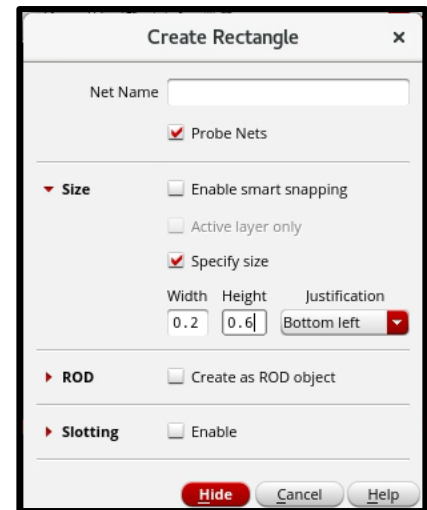 Create Rectangle ×
Net Name
Probe Nets
Size Enable smart snapping
Active layer only
Specify size
Width Height Justification
0.2 0.6 Bottom left
ROD Create as ROD object
Slotting Enable
Hide Cancel Help